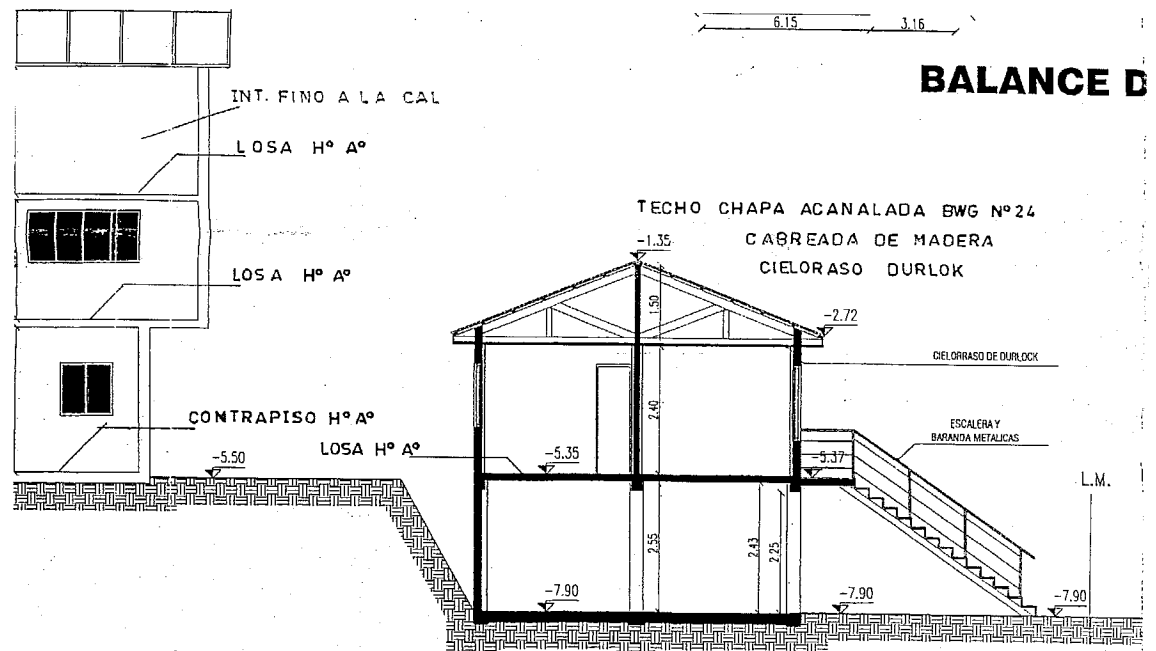 6.15
3.16
BALANCE D
INT. FINO A LA CAL
LOSA Hº Aº
TECHO CHAPA ACANALADA BWG Nº 24
CABREADA DE MADERA
CIELORASO DURLOK
-1.35
LOSA Hº Aº
1.50
-2.72
CIELORRASO DE DURLOCK
2.40
CONTRAPISO Hº Aº
ESCALERA Y
BARANDA METALICAS
LOSA Hº Aº
-5.50
-5.35
-5.37
L.M.
2.55
2.43
2.25
-7.90
-7.90
-7.90